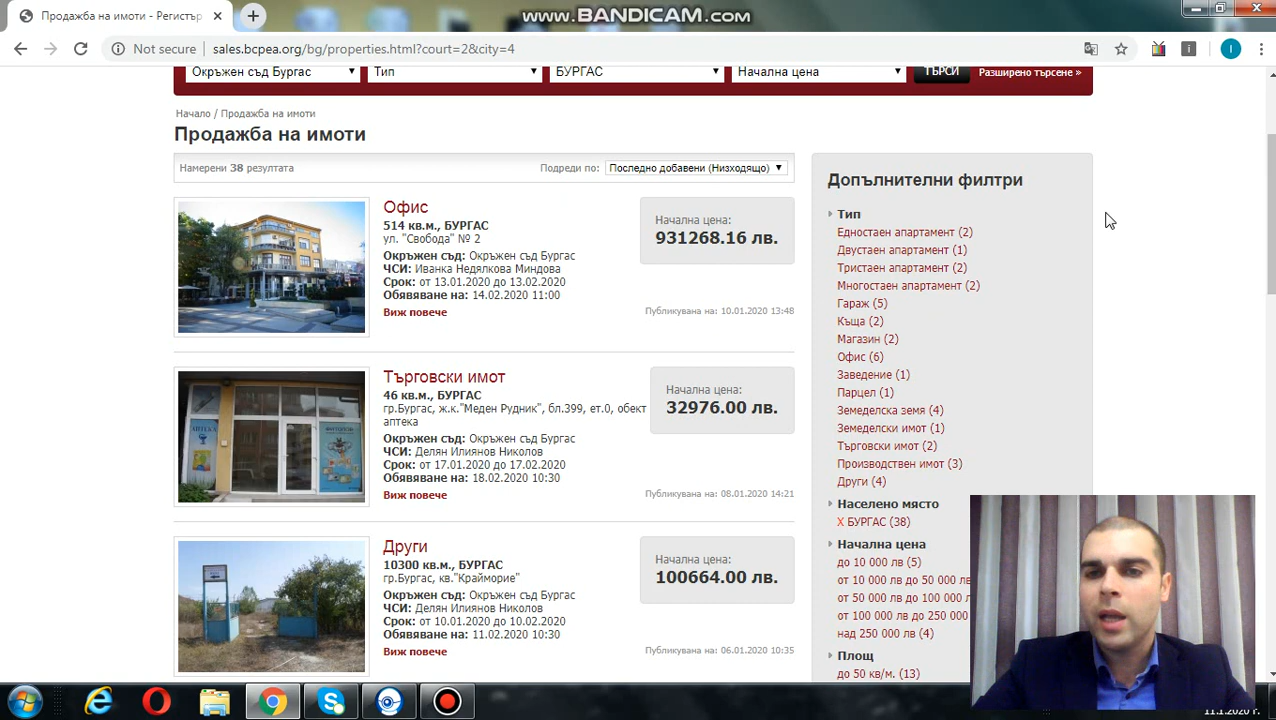 Продажба на имоти - Регистър
www.BANDICAM.com
Not secure
sales.bcpea.org/bg/properties.html?court=2&city=4
Окръжен съд Бургас
Тип
БУРГАС
Начална цена
ТЪРСИ
Разширено търсене »
Начало / Продажба на имоти
Продажба на имоти
Намерени 38 резултата
Подреди по:
Последно добавени (Низходящо)
Офис
514 кв.м., БУРГАС
ул. "Свобода" № 2
Окръжен съд: Окръжен съд Бургас
ЧСИ: Иванка Недялкова Миндова
Срок: от 13.01.2020 до 13.02.2020
Обявяване на: 14.02.2020 11:00
Виж повече
Начална цена:
931268.16 лв.
Публикувана на: 10.01.2020 13:48
Търговски имот
46 кв.м., БУРГАС
гр.Бургас, ж.к."Меден Рудник", бл.399, ет.0, обект
аптека
Окръжен съд: Окръжен съд Бургас
ЧСИ: Делян Илиянов Николов
Срок: от 17.01.2020 до 17.02.2020
Обявяване на: 18.02.2020 10:30
Виж повече
Начална цена:
32976.00 лв.
Публикувана на: 08.01.2020 14:21
Други
10300 кв.м., БУРГАС
гр.Бургас, кв."Крайморие"
Окръжен съд: Окръжен съд Бургас
ЧСИ: Делян Илиянов Николов
Срок: от 10.01.2020 до 10.02.2020
Обявяване на: 11.02.2020 10:30
Виж повече
Начална цена:
100664.00 лв.
Публикувана на: 06.01.2020 10:35
Допълнителни филтри
Тип
Едностаен апартамент (2)
Двустаен апартамент (1)
Тристаен апартамент (2)
Многостаен апартамент (2)
Гараж (5)
Къща (2)
Магазин (2)
Офис (6)
Заведение (1)
Парцел (1)
Земеделска земя (4)
Земеделски имот (1)
Търговски имот (2)
Производствен имот (3)
Други (4)
Населено място
X БУРГАС (38)
Начална цена
до 10 000 лв (5)
от 10 000 лв до 50 000 лв
от 50 000 лв до 100 000 лв
от 100 000 лв до 250 000
над 250 000 лв (4)
Площ
до 50 кв/м. (13)
11.1.2020 г.